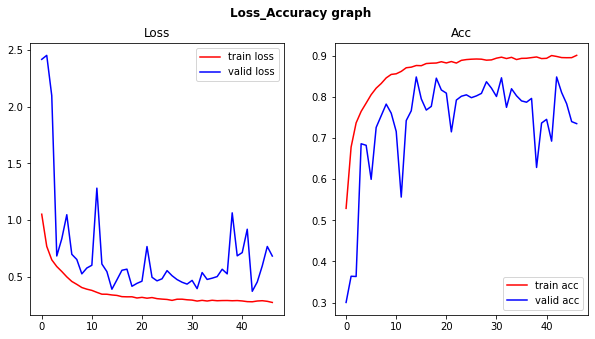 Loss_Accuracy graph
Loss
2.5
2.0
1.5
1.0
0.5
0 10 20 30 40
train loss
valid loss
Acc
0.9
0.8
0.7
0.6
0.5
0.4
0.3
0 10 20 30 40
train acc
valid acc